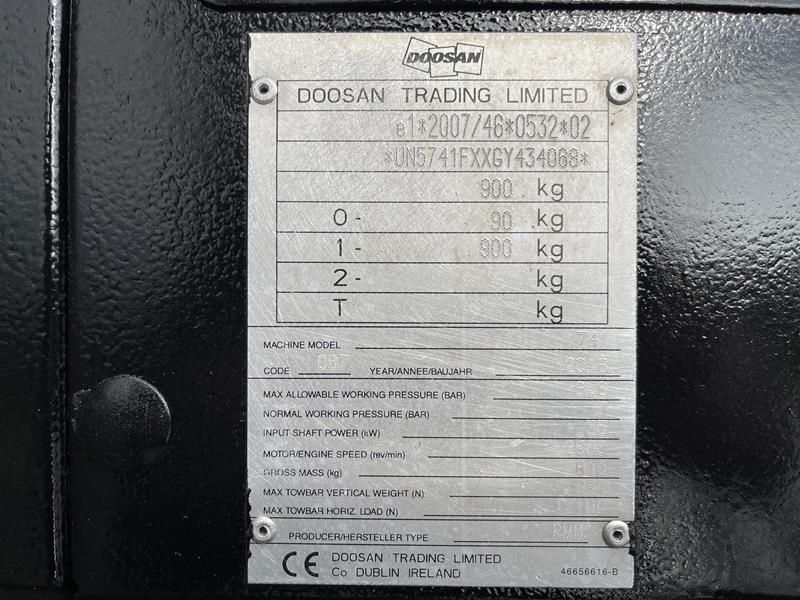 DOOSAN
DOOSAN TRADING LIMITED
e1*2007/46*0532*02
*UN5741FXXGY434068*
900 kg
0- 90 kg
1- 900 kg
2- kg
T kg
MACHINE MODEL 741
CODE YEAR/ANNEE/BAUJAHR
MAX ALLOWABLE WORKING PRESSURE (BAR)
NORMAL WORKING PRESSURE (BAR)
INPUT SHAFT POWER (kW)
MOTOR/ENGINE SPEED (rev/min)
GROSS MASS (kg)
MAX TOWBAR VERTICAL WEIGHT (N)
MAX TOWBAR HORIZ. LOAD (N)
PRODUCER/HERSTELLER TYPE
CE DOOSAN TRADING LIMITED
Co DUBLIN IRELAND 46656616-B